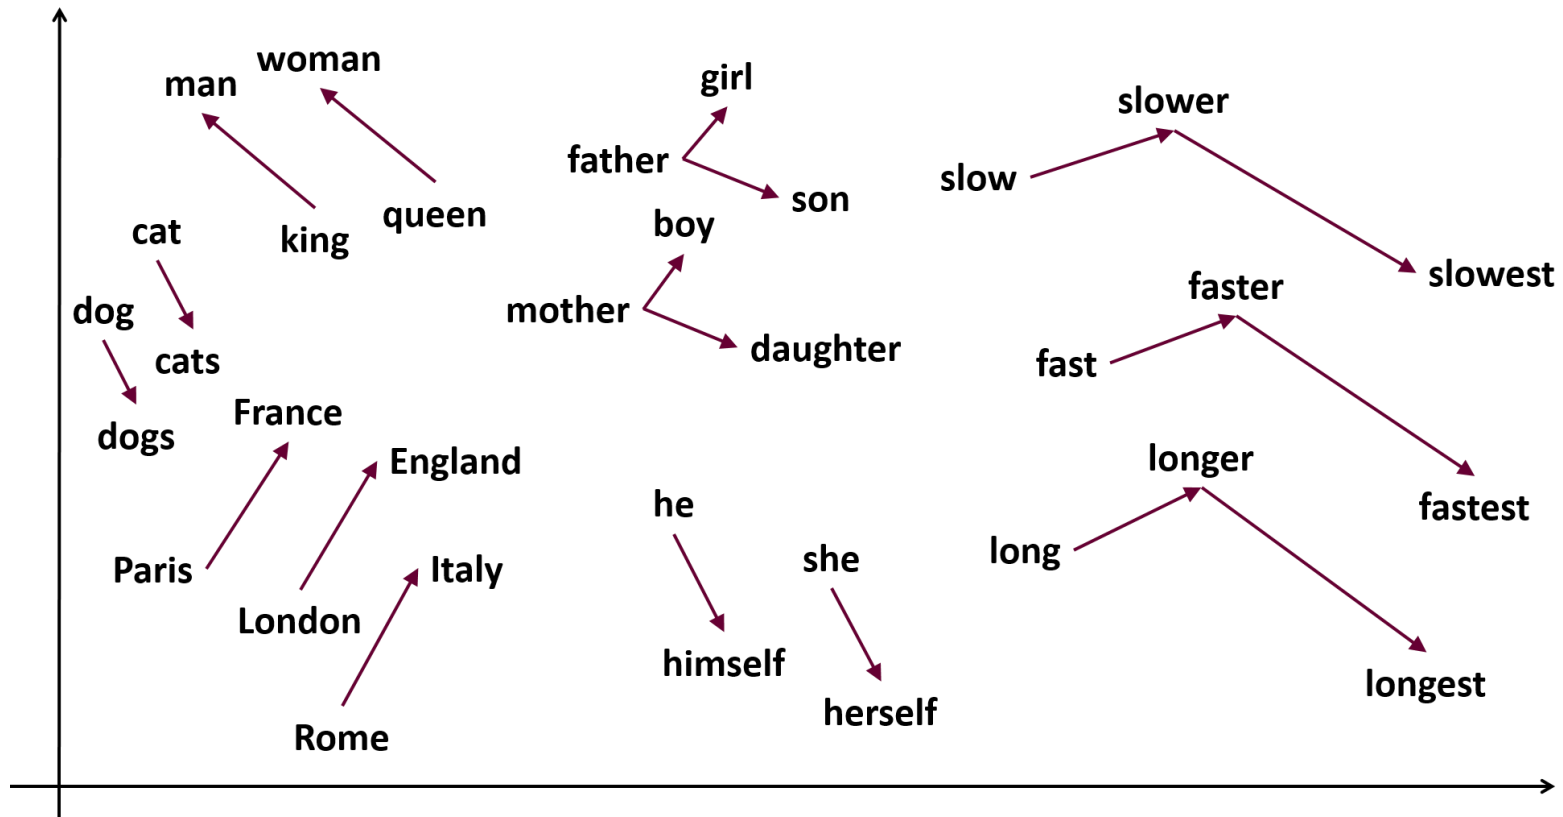 woman
man
girl
slower
father
slow
son
queen
boy
cat
king
slowest
faster
dog
mother
daughter
cats
fast
France
dogs
England
longer
he
fastest
long
she
Paris
Italy
London
himself
longest
herself
Rome